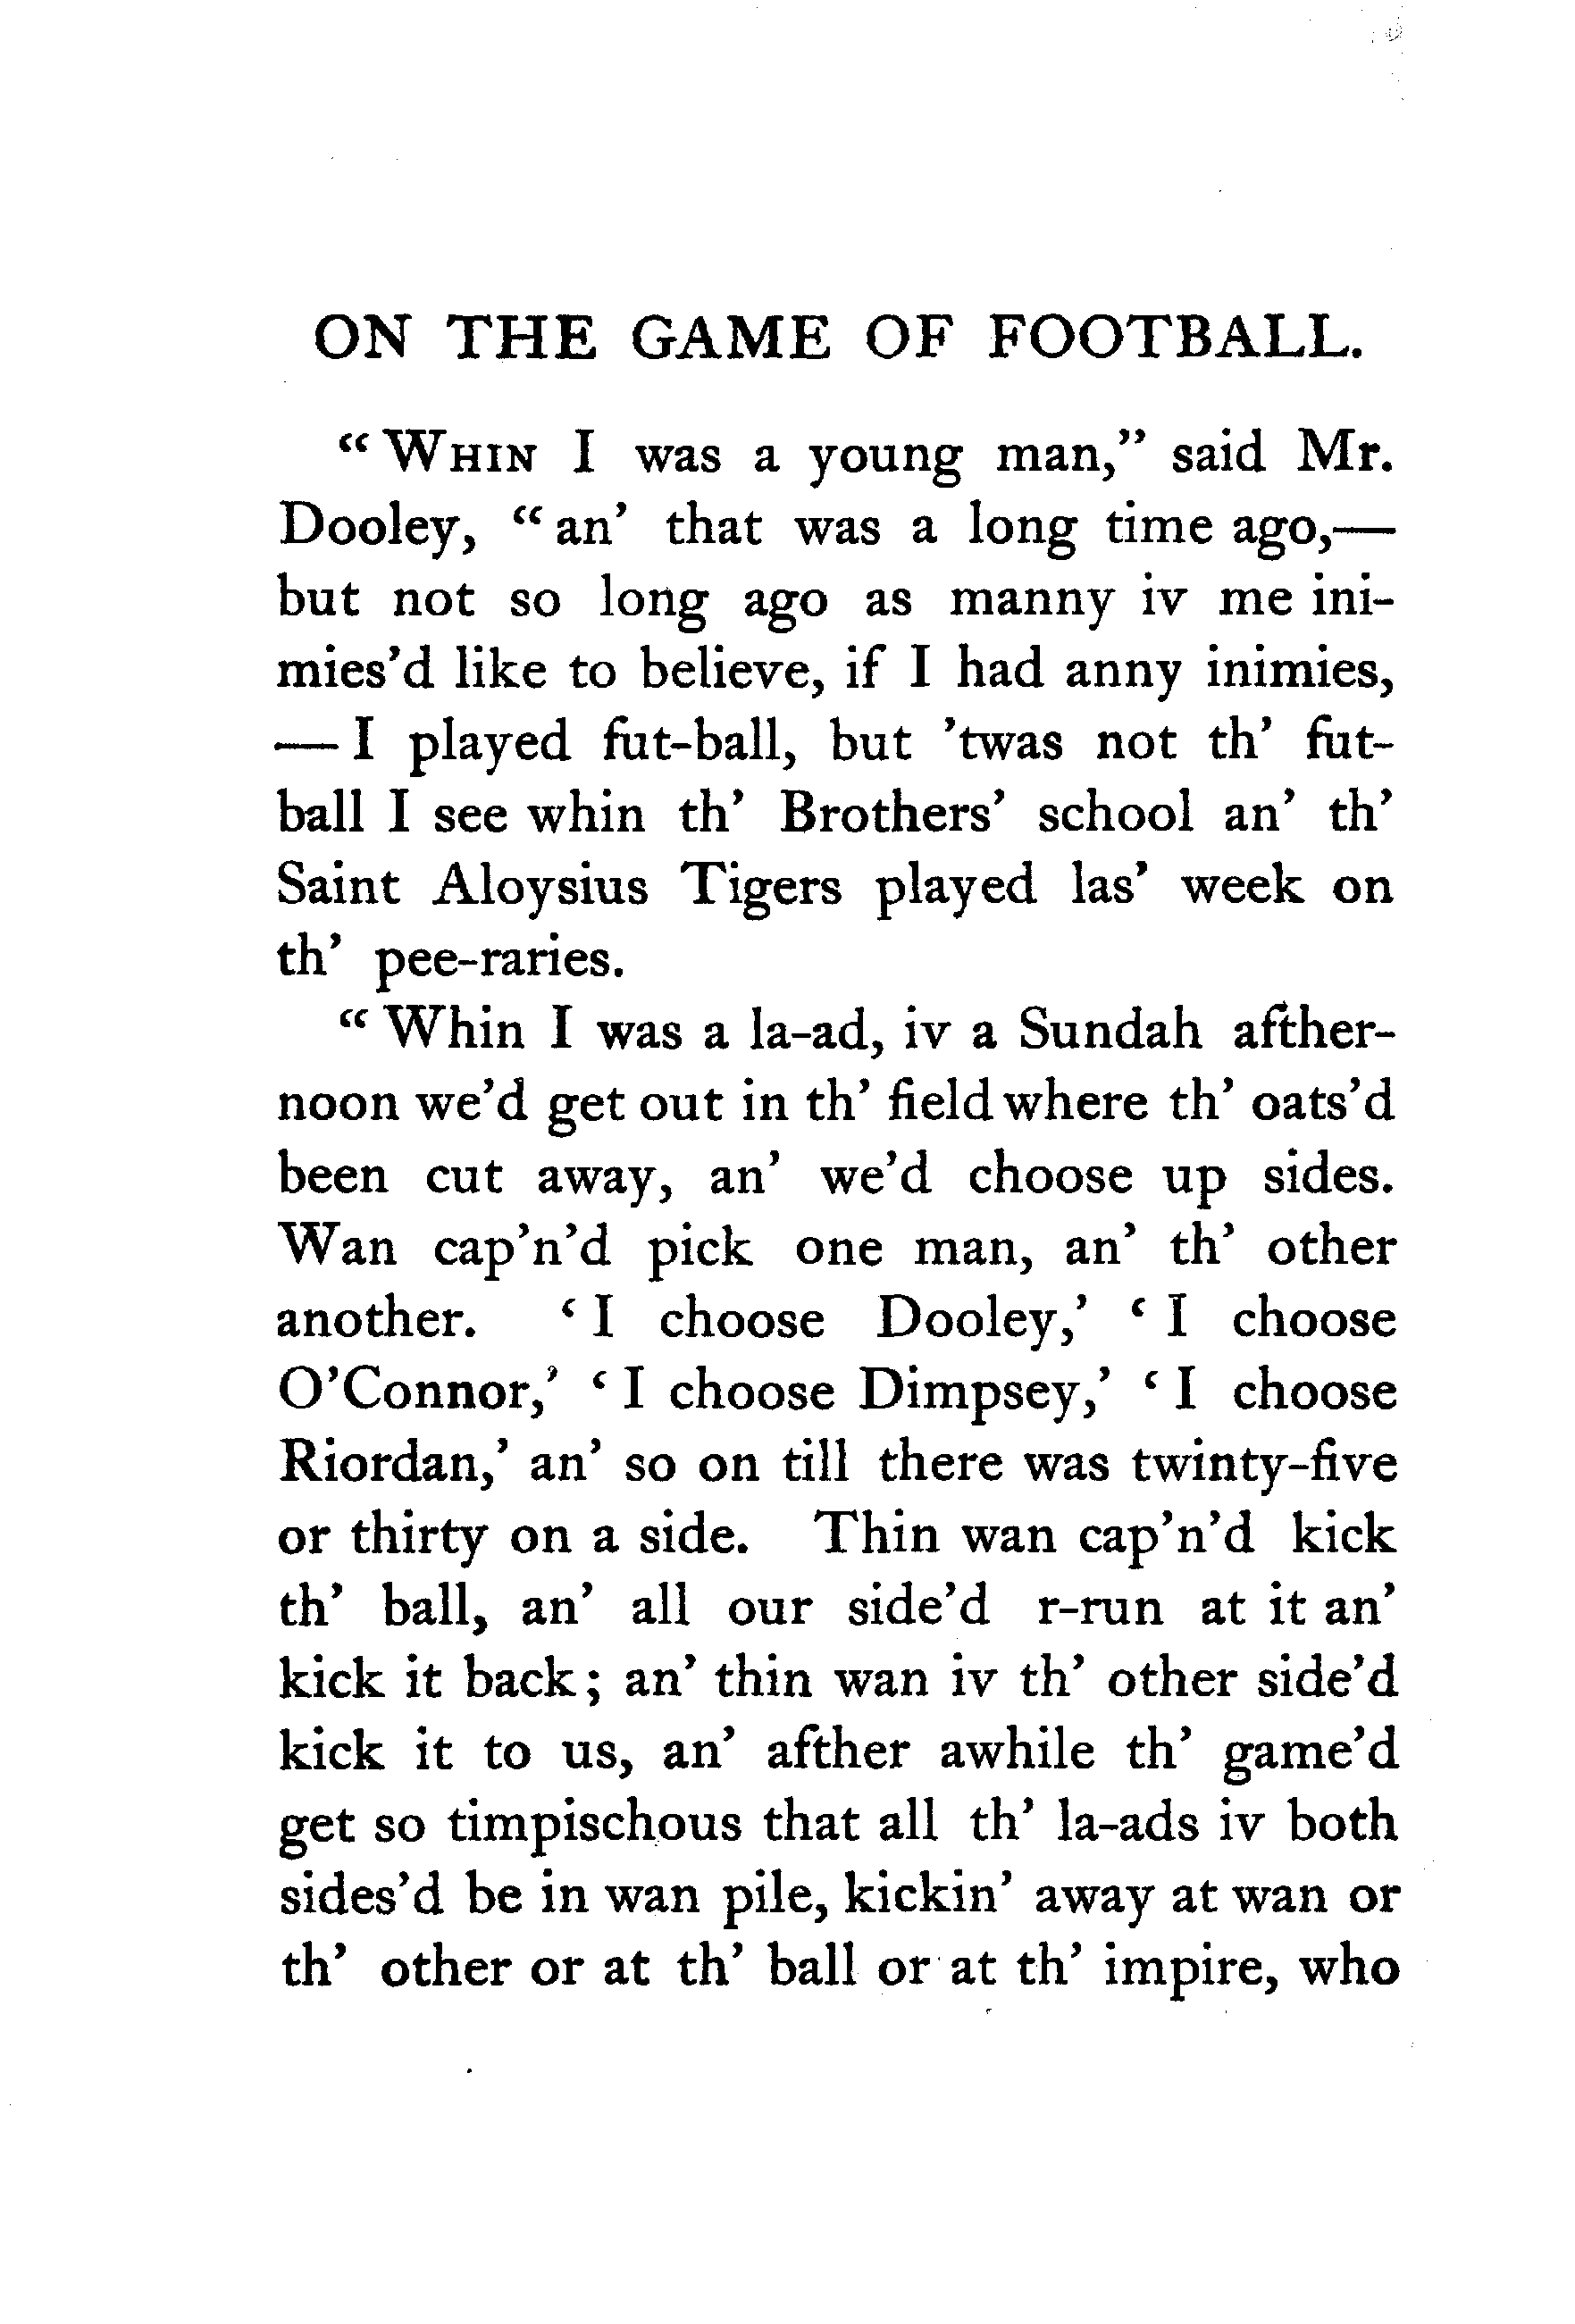 ON THE GAME OF FOOTBALL.
“WHIN I was a young man,” said Mr.
Dooley, “an’ that was a long time ago,—
but not so long ago as manny iv me ini-
mies’d like to believe, if I had anny inimies,
—I played fut-ball, but ’twas not th’ fut-
ball I see whin th’ Brothers’ school an’ th’
Saint Aloysius Tigers played las’ week on
th’ pee-raries.
“Whin I was a la-ad, iv a Sundah afther-
noon we’d get out in th’ field where th’ oats’d
been cut away, an’ we’d choose up sides.
Wan cap’n’d pick one man, an’ th’ other
another. ‘I choose Dooley,’ ‘I choose
O’Connor,’ ‘I choose Dimpsey,’ ‘I choose
Riordan,’ an’ so on till there was twinty-five
or thirty on a side. Thin wan cap’n’d kick
th’ ball, an’ all our side’d r-run at it an’
kick it back; an’ thin wan iv th’ other side’d
kick it to us, an’ afther awhile th’ game’d
get so timpischous that all th’ la-ads iv both
sides’d be in wan pile, kickin’ away at wan or
th’ other or at th’ ball or at th’ impire, who